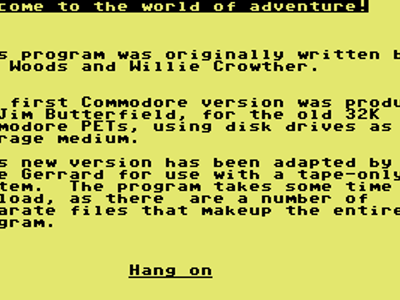 come to the world of adventure!
s program was originally written b
Woods and Willie Crowther.
first Commodore version was produ
Jim Butterfield, for the old 32K
modore PETs, using disk drives as
rage medium.
s new version has been adapted by
e Gerrard for use with a tape-only
tem. The program takes some time
load, as there are a number of
arate files that makeup the entire
gram.
Hang on